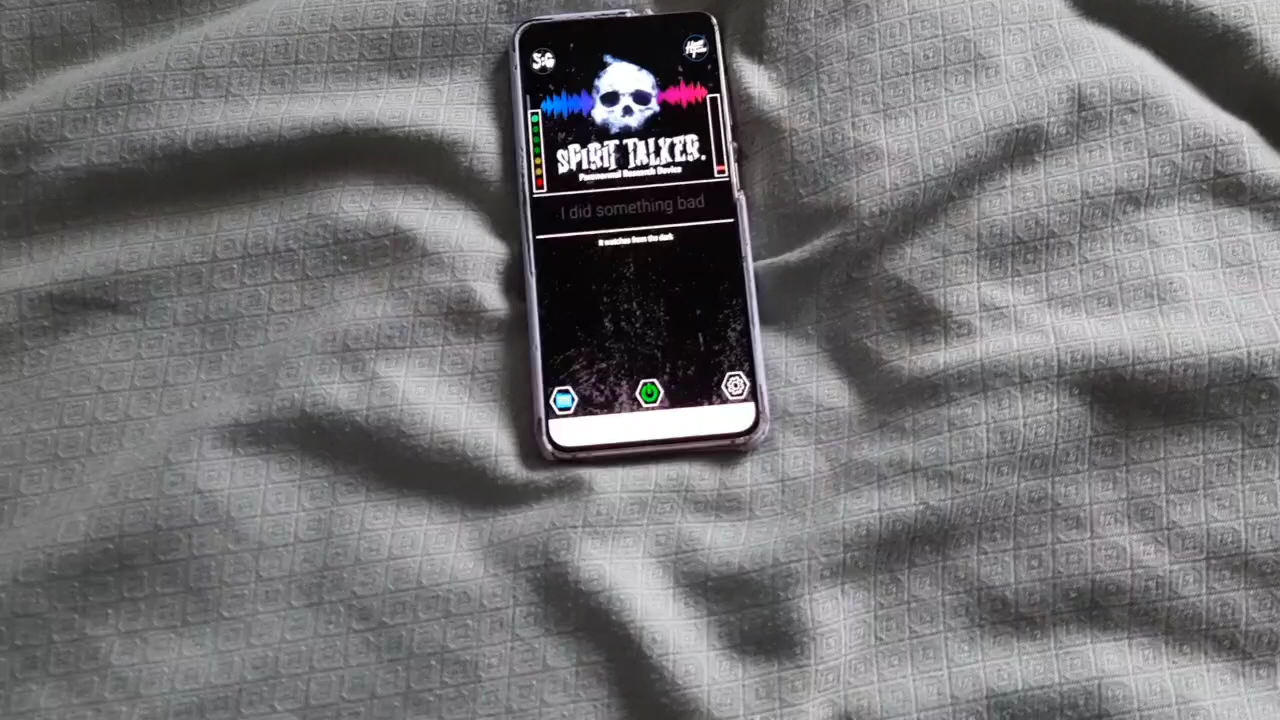 S:G
SPIRIT TALKER.
Paranormal Research Device
I did something bad
It watches from the dark